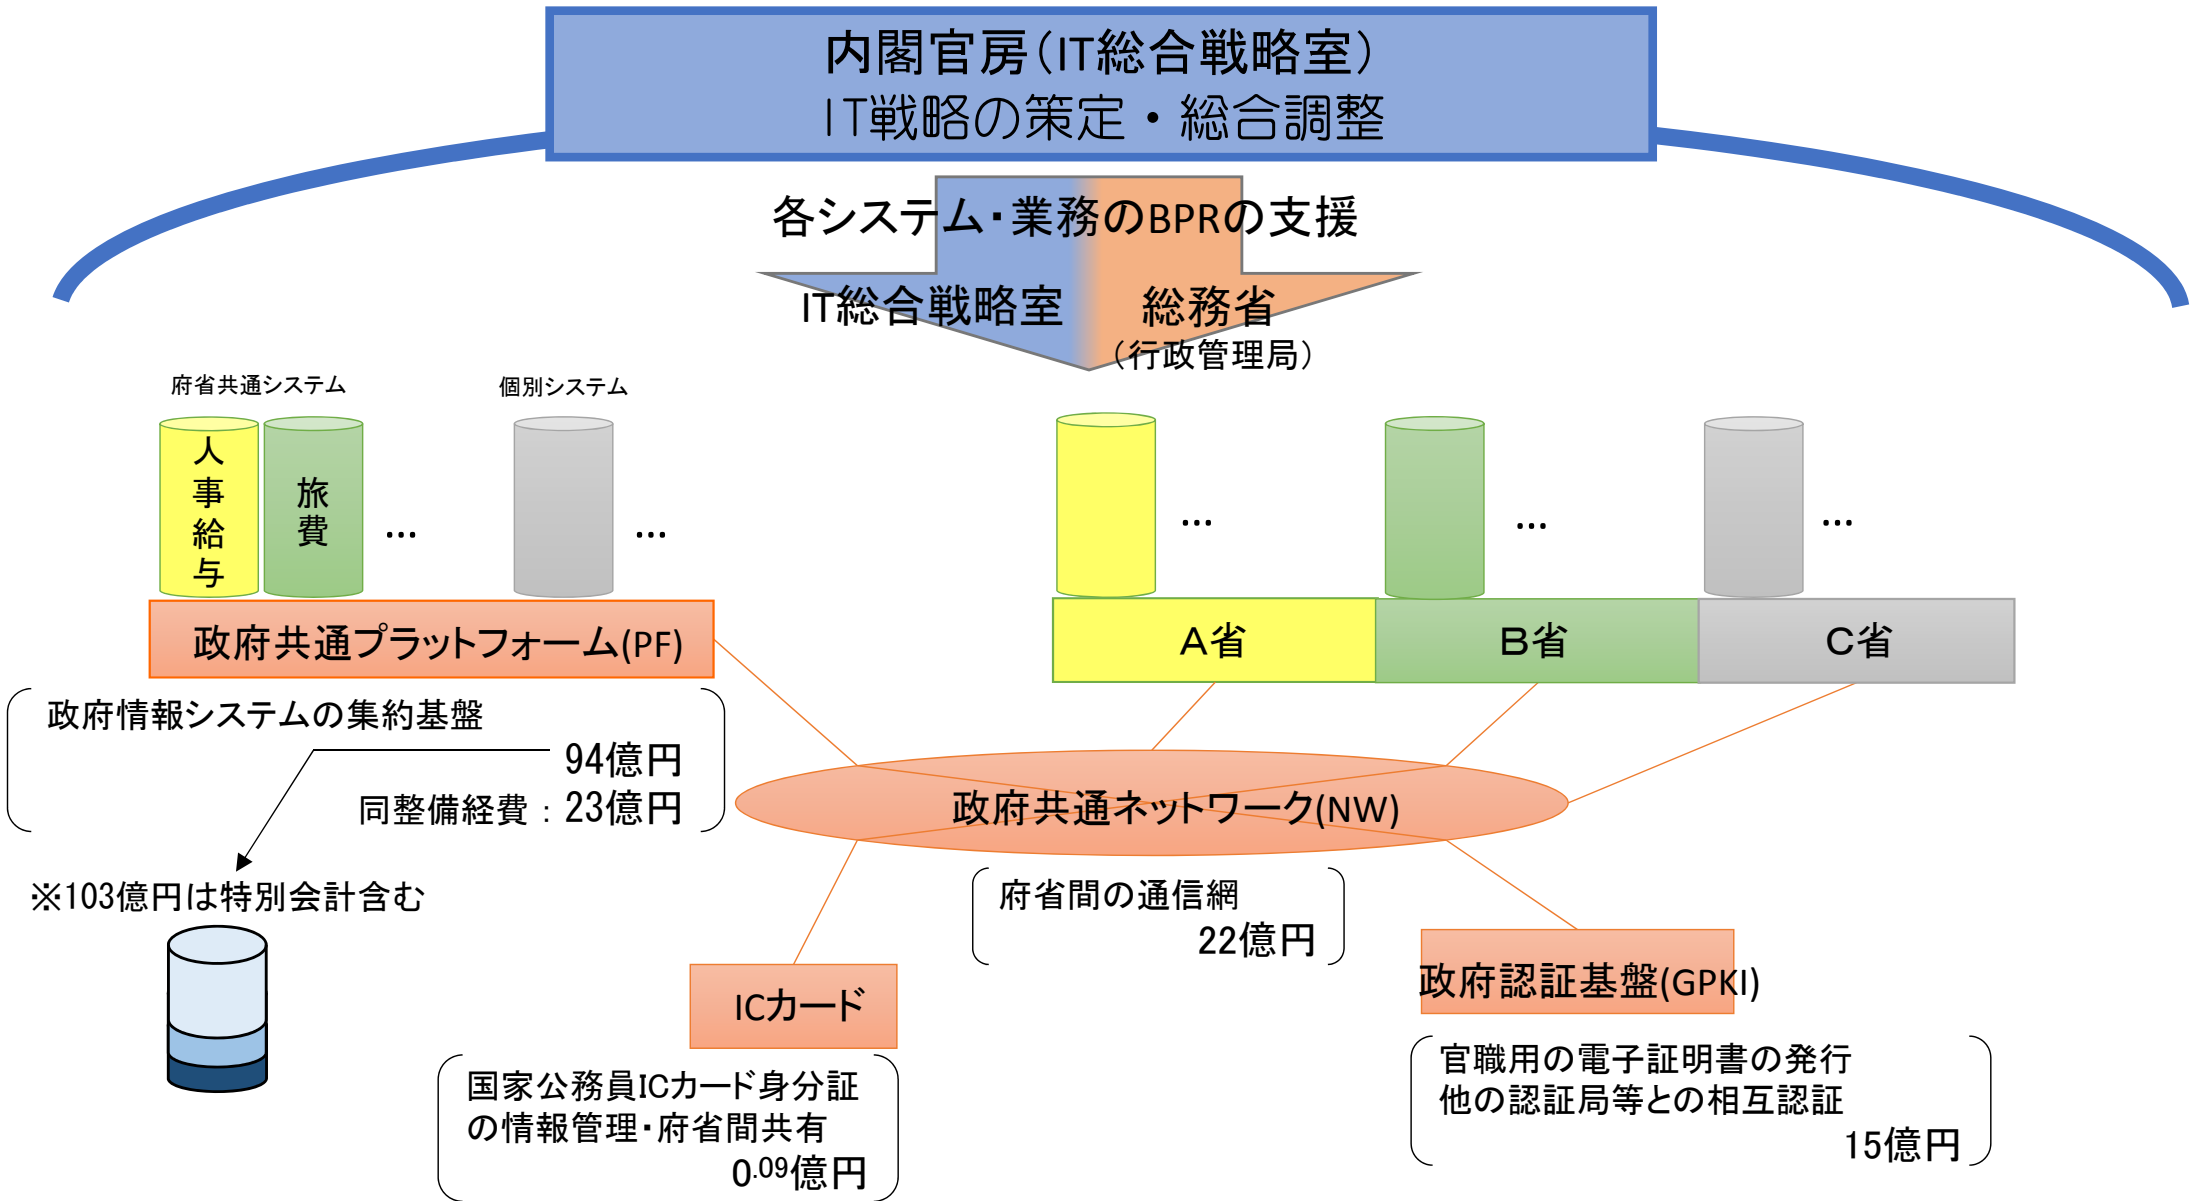 内閣官房（IT総合戦略室）
IT戦略の策定・総合調整
各システム・業務のBPRの支援
IT総合戦略室
総務省
（行政管理局）
府省共通システム
個別システム
人事給与
旅費
…
…
…
…
…
政府共通プラットフォーム(PF)
A省
B省
C省
政府情報システムの集約基盤
94億円
同整備経費：23億円
政府共通ネットワーク(NW)
※103億円は特別会計含む
府省間の通信網
22億円
ICカード
政府認証基盤(GPKI)
国家公務員ICカード身分証
の情報管理・府省間共有
0.09億円
官職用の電子証明書の発行
他の認証局等との相互認証
15億円